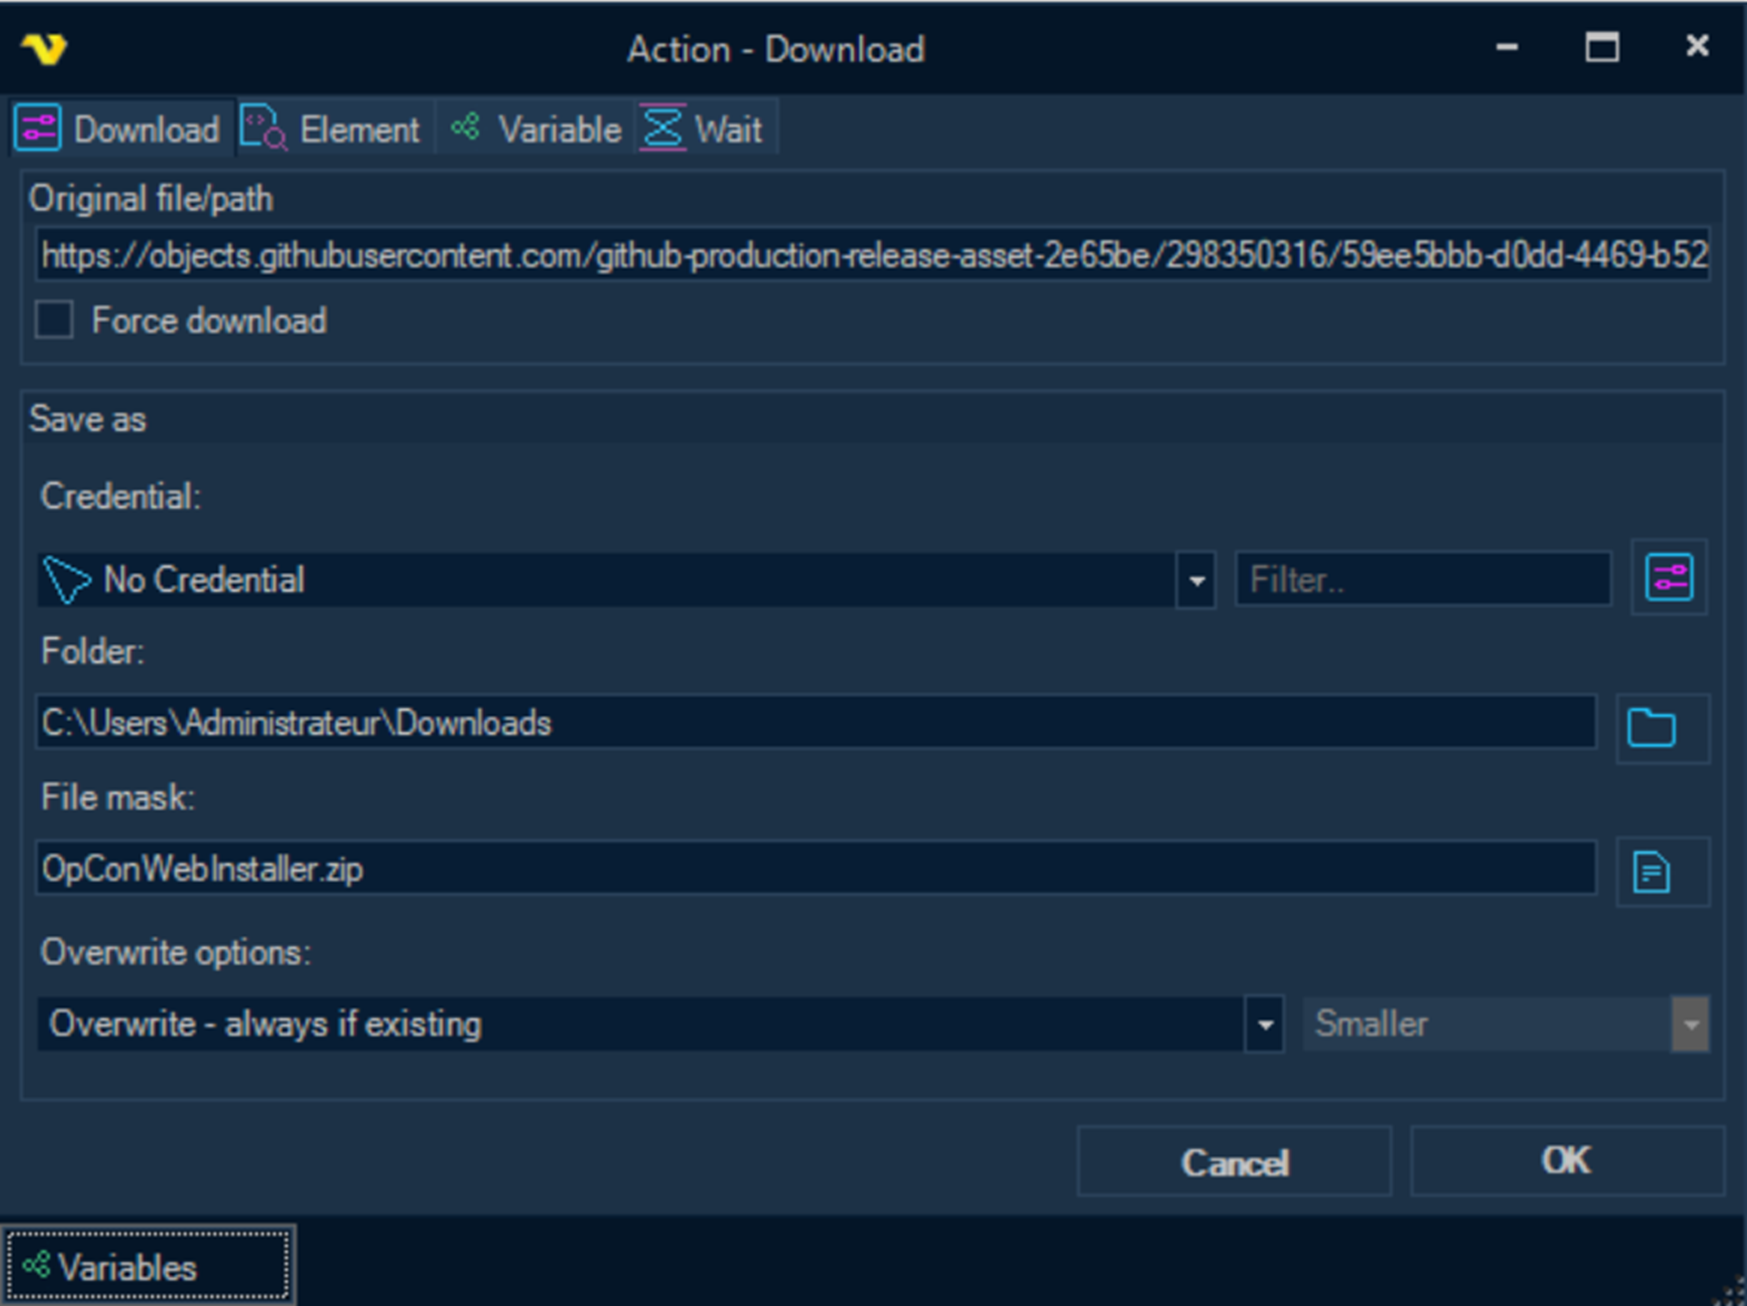 Action - Download
Download Element Variable Wait
Original file/path
https://objects.githubusercontent.com/github-production-release-asset-2e65be/298350316/59ee5bbb-d0dd-4469-b52
Force download
Save as
Credential:
No Credential Filter..
Folder:
C:\Users\Administrateur\Downloads
File mask:
OpConWebInstaller.zip
Overwrite options:
Overwrite - always if existing Smaller
Cancel OK
Variables